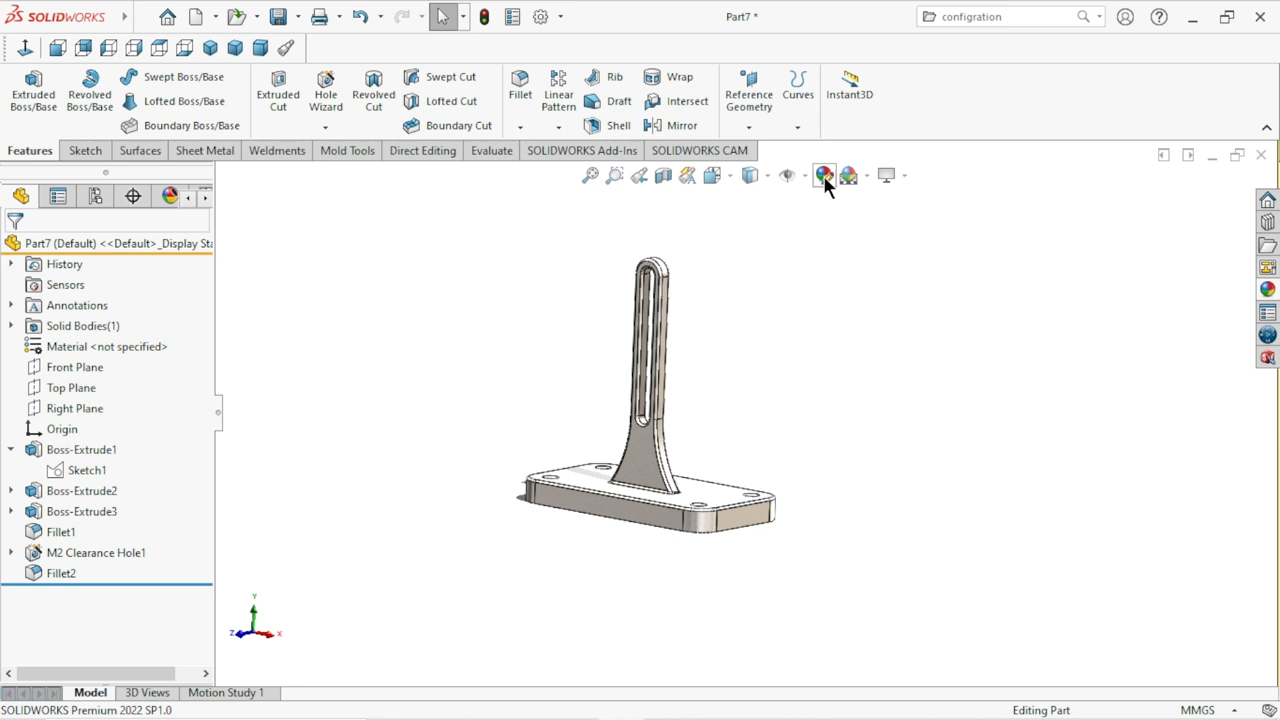 SOLIDWORKS
Part7 *
configration
Extruded Boss/Base
Revolved Boss/Base
Swept Boss/Base
Lofted Boss/Base
Boundary Boss/Base
Extruded Cut
Hole Wizard
Revolved Cut
Swept Cut
Lofted Cut
Boundary Cut
Fillet
Linear Pattern
Rib
Draft
Shell
Wrap
Intersect
Mirror
Reference Geometry
Curves
Instant3D
Features
Sketch
Surfaces
Sheet Metal
Weldments
Mold Tools
Direct Editing
Evaluate
SOLIDWORKS Add-Ins
SOLIDWORKS CAM
Part7 (Default) <<Default>_Display Sta
History
Sensors
Annotations
Solid Bodies(1)
Material <not specified>
Front Plane
Top Plane
Right Plane
Origin
Boss-Extrude1
Sketch1
Boss-Extrude2
Boss-Extrude3
Fillet1
M2 Clearance Hole1
Fillet2
Y
Z
X
Model
3D Views
Motion Study 1
SOLIDWORKS Premium 2022 SP1.0
Editing Part
MMGS